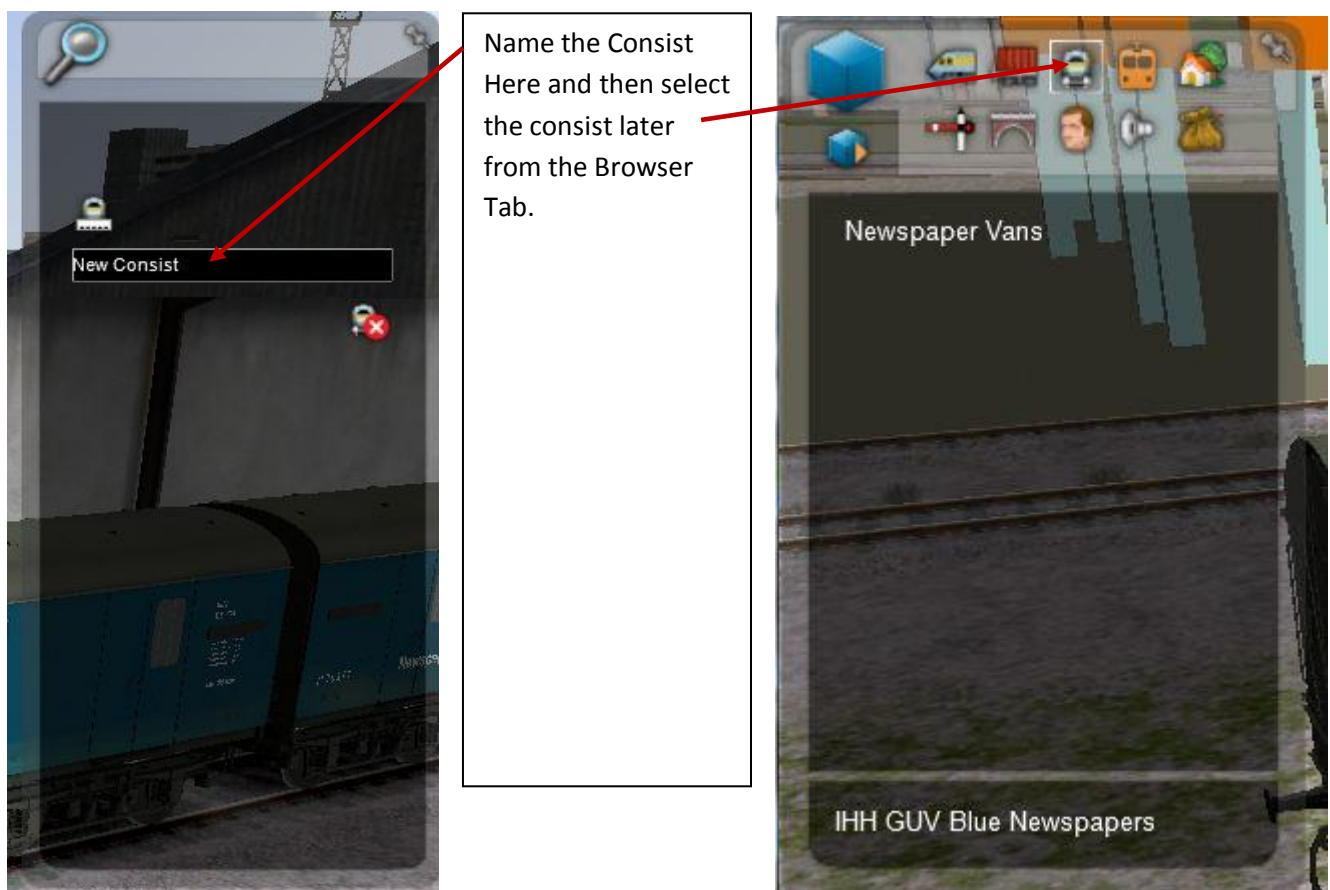 New Consist
Name the Consist
Here and then select
the consist later
from the Browser
Tab.
Newspaper Vans
IHH GUV Blue Newspapers